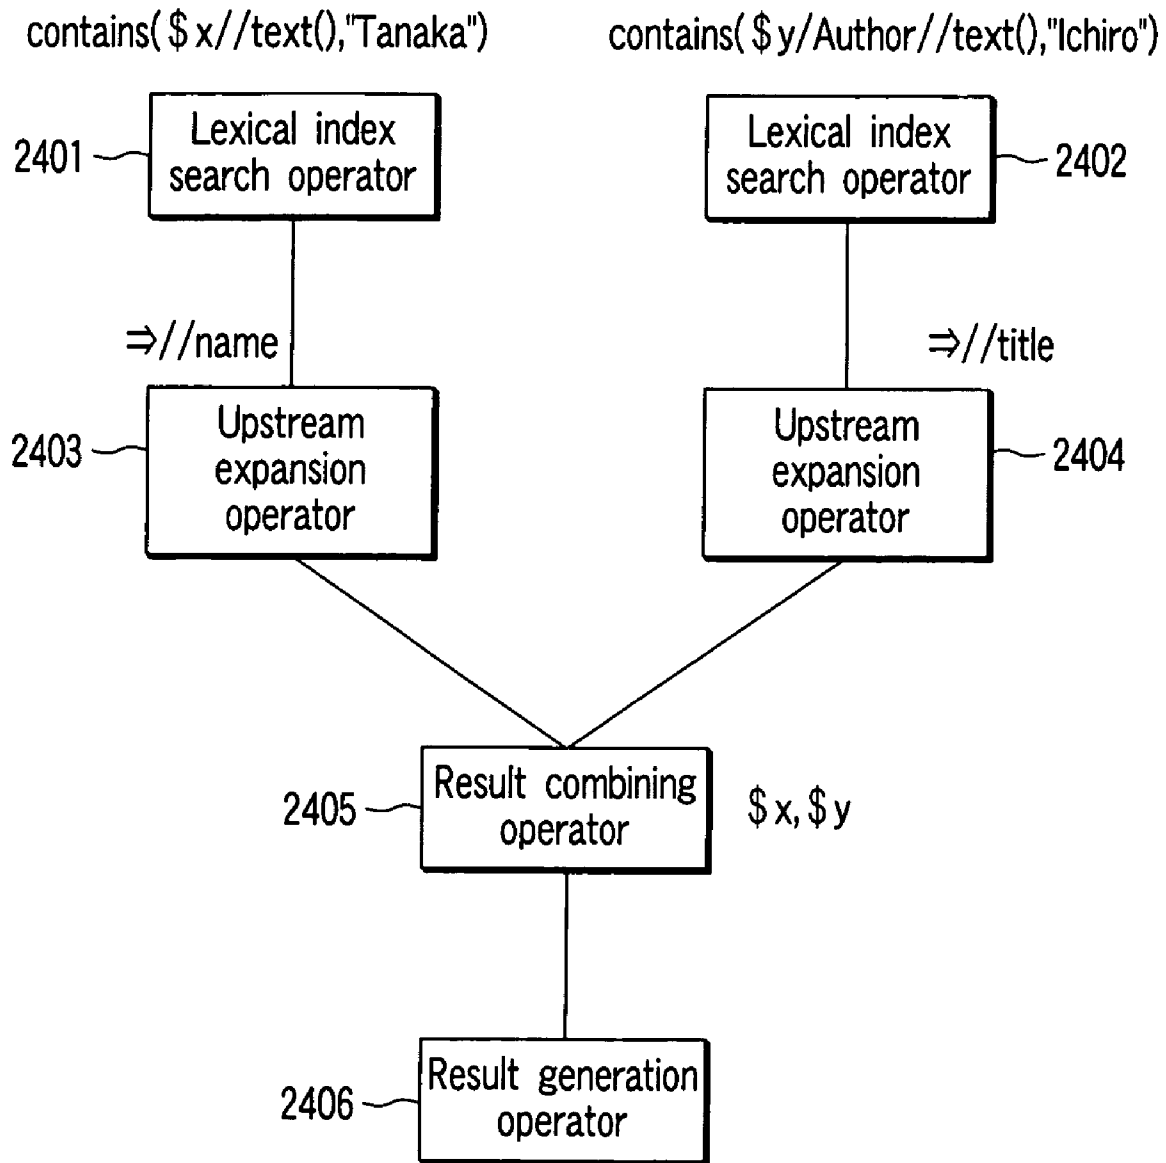 contains($x//text(),"Tanaka")
contains($y/Author//text(),"Ichiro")
2401
Lexical index
search operator
Lexical index
search operator
2402
⇒//name
⇒//title
2403
Upstream
expansion
operator
Upstream
expansion
operator
2404
2405
Result combining
operator
$x,$y
2406
Result generation
operator